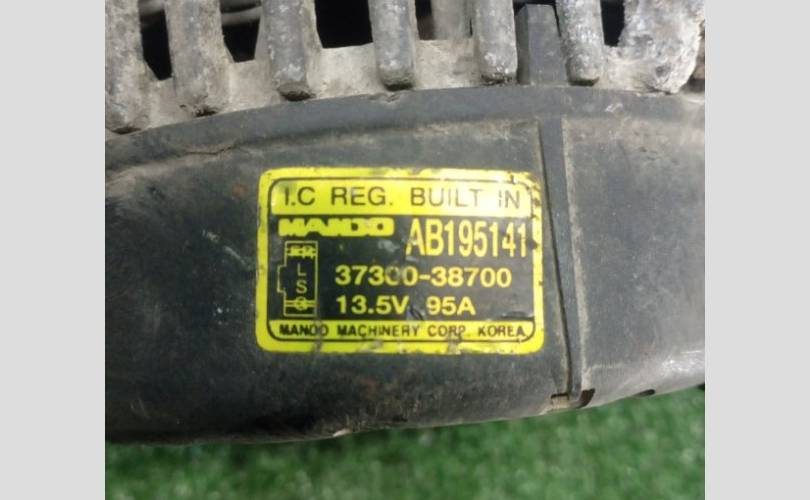 I.C REG. BUILT IN
MANDO AB195141
L
S
37300-38700
13.5V 95A
MANDO MACHINERY CORP. KOREA